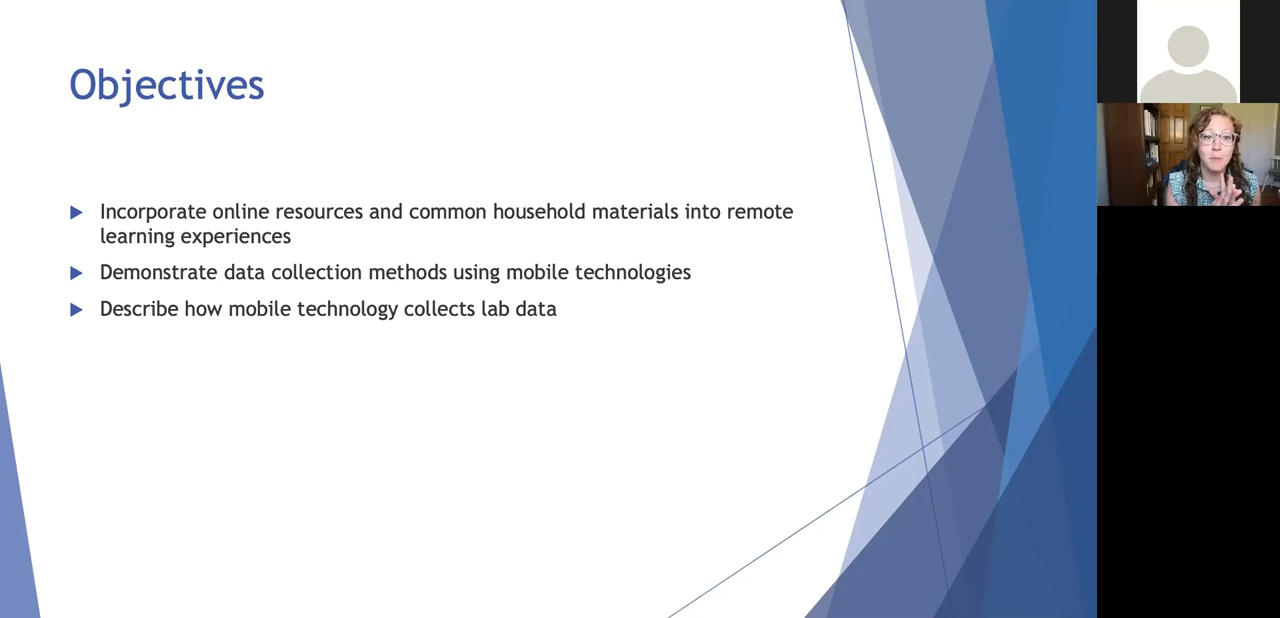 Objectives
Incorporate online resources and common household materials into remote
learning experiences
Demonstrate data collection methods using mobile technologies
Describe how mobile technology collects lab data